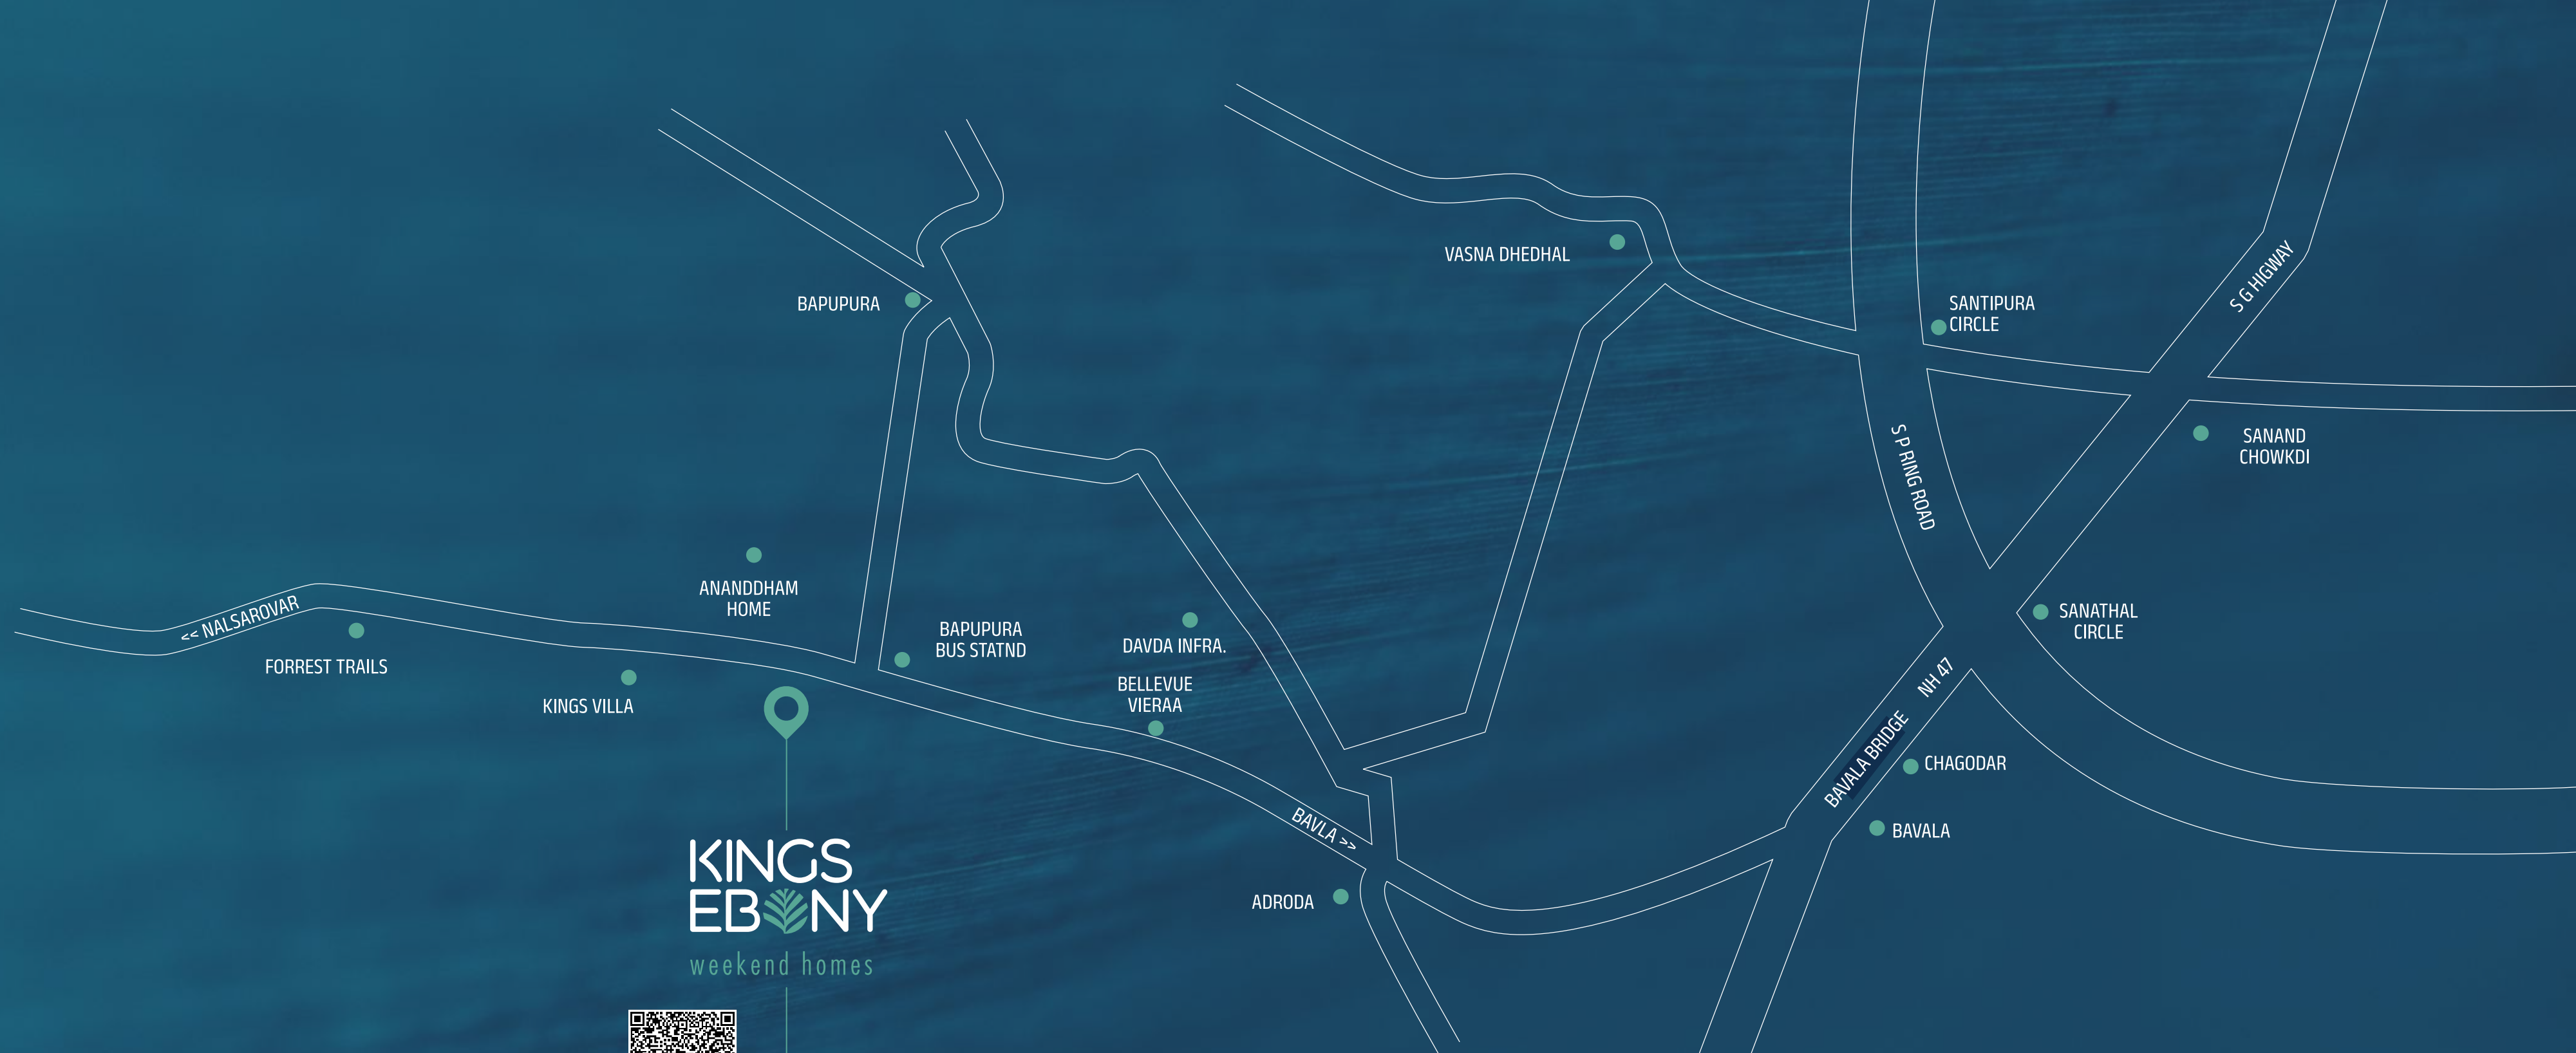 VASNA DHEDHAL
S G HIGWAY
BAPUPURA
SANTIPURA
CIRCLE
SANAND
CHOWKDI
S P RING ROAD
ANANDDHAM
HOME
<< NALSAROVAR
FORREST TRAILS
KINGS VILLA
BAPUPURA
BUS STATND
DAVDA INFRA.
BELLEVUE
VIERAA
SANATHAL
CIRCLE
NH 47
BAVALA BRIDGE
CHAGODAR
BAVALA
BAVLA >>
ADRODA
KINGS
EBONY
weekend homes